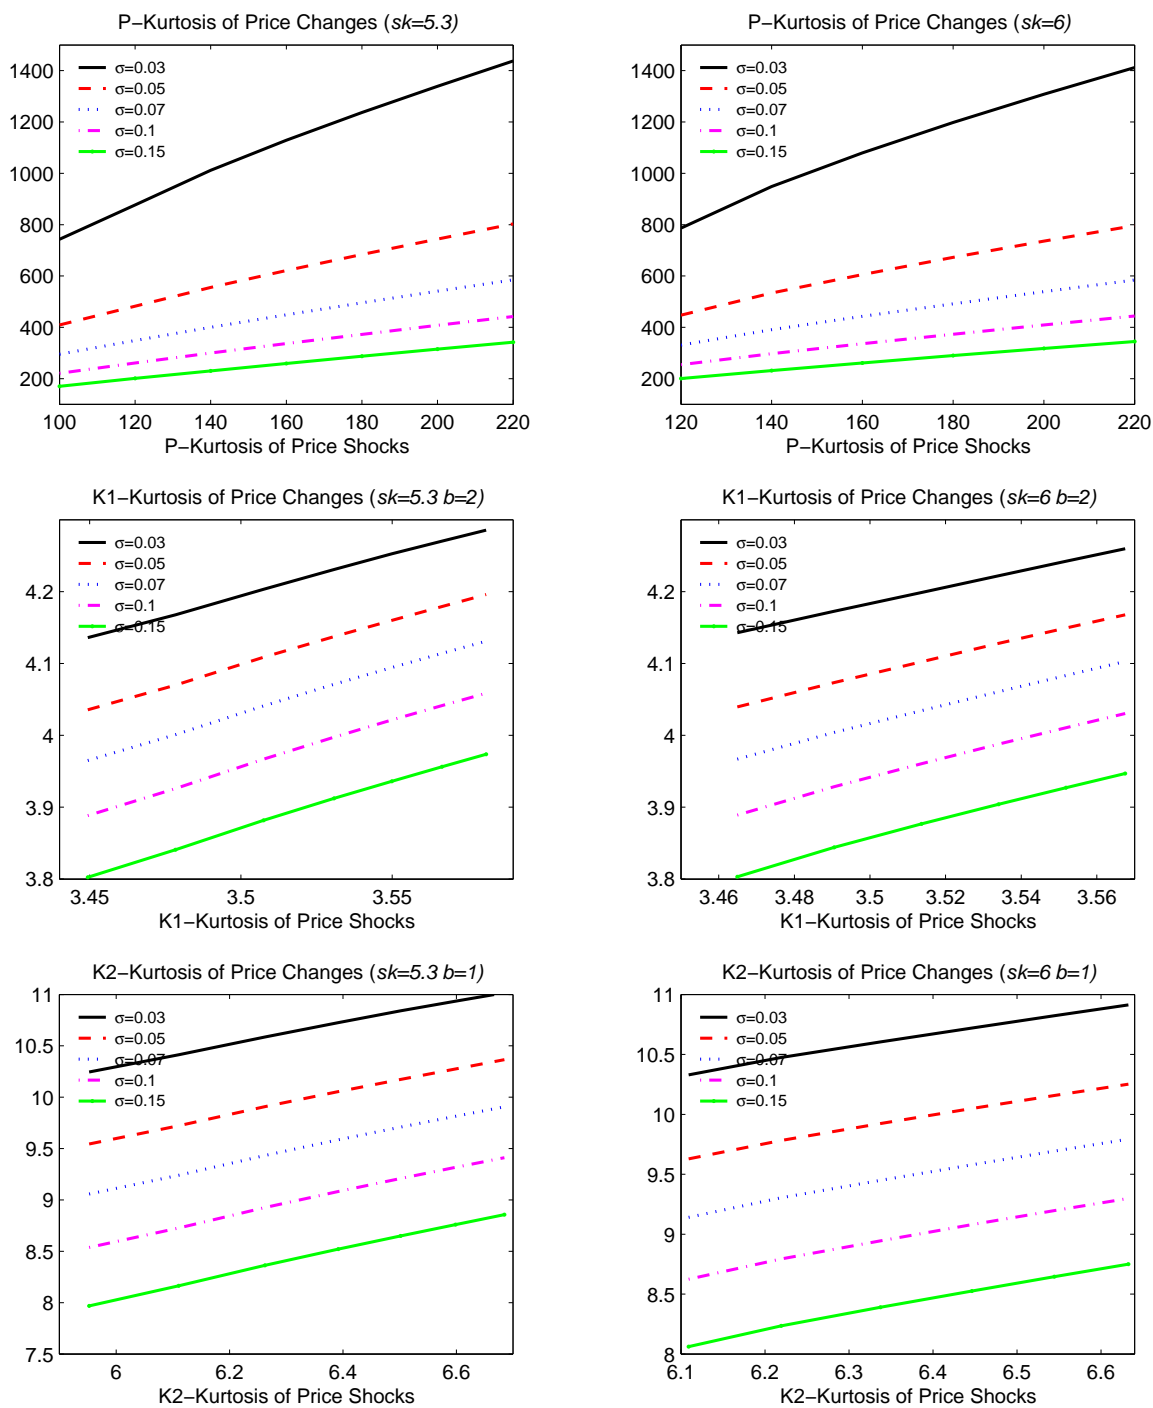 P−Kurtosis of Price Changes (sk=5.3)
1400
1200
1000
800
600
400
200
σ=0.03
σ=0.05
σ=0.07
σ=0.1
σ=0.15
100 120 140 160 180 200 220
P−Kurtosis of Price Shocks
P−Kurtosis of Price Changes (sk=6)
1400
1200
1000
800
600
400
200
σ=0.03
σ=0.05
σ=0.07
σ=0.1
σ=0.15
120 140 160 180 200 220
P−Kurtosis of Price Shocks
K1−Kurtosis of Price Changes (sk=5.3 b=2)
4.2
4.1
4
3.9
3.8
σ=0.03
σ=0.05
σ=0.07
σ=0.1
σ=0.15
3.45 3.5 3.55
K1−Kurtosis of Price Shocks
K1−Kurtosis of Price Changes (sk=6 b=2)
4.2
4.1
4
3.9
3.8
σ=0.03
σ=0.05
σ=0.07
σ=0.1
σ=0.15
3.46 3.48 3.5 3.52 3.54 3.56
K1−Kurtosis of Price Shocks
K2−Kurtosis of Price Changes (sk=5.3 b=1)
11
10.5
10
9.5
9
8.5
8
7.5
σ=0.03
σ=0.05
σ=0.07
σ=0.1
σ=0.15
6 6.2 6.4 6.6
K2−Kurtosis of Price Shocks
K2−Kurtosis of Price Changes (sk=6 b=1)
11
10.5
10
9.5
9
8.5
8
σ=0.03
σ=0.05
σ=0.07
σ=0.1
σ=0.15
6.1 6.2 6.3 6.4 6.5 6.6
K2−Kurtosis of Price Shocks